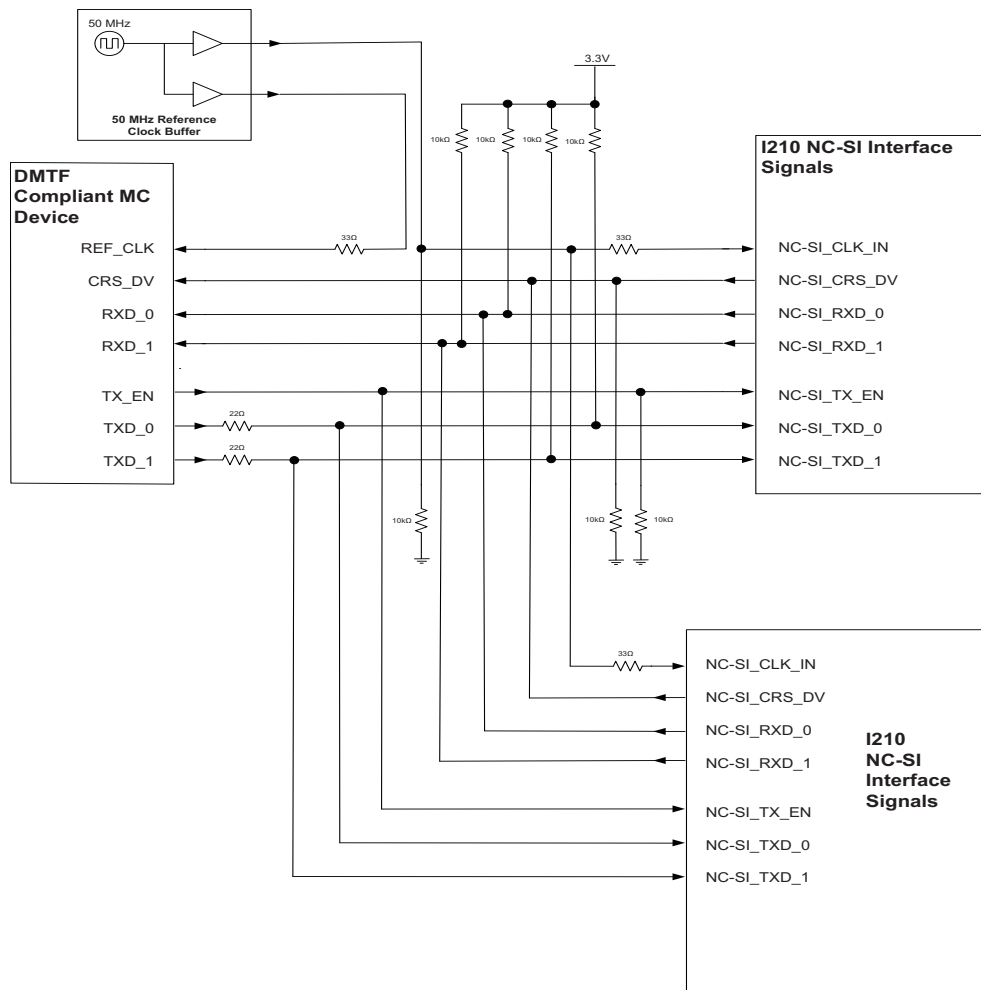 50 MHz
50 MHz Reference
Clock Buffer
3.3V
10kΩ
10kΩ
10kΩ
10kΩ
DMTF
Compliant MC
Device
REF_CLK
CRS_DV
RXD_0
RXD_1
TX_EN
TXD_0
TXD_1
33Ω
33Ω
22Ω
22Ω
I210 NC-SI Interface
Signals
NC-SI_CLK_IN
NC-SI_CRS_DV
NC-SI_RXD_0
NC-SI_RXD_1
NC-SI_TX_EN
NC-SI_TXD_0
NC-SI_TXD_1
10kΩ
10kΩ
10kΩ
33Ω
NC-SI_CLK_IN
NC-SI_CRS_DV
NC-SI_RXD_0
NC-SI_RXD_1
NC-SI_TX_EN
NC-SI_TXD_0
NC-SI_TXD_1
I210
NC-SI
Interface
Signals